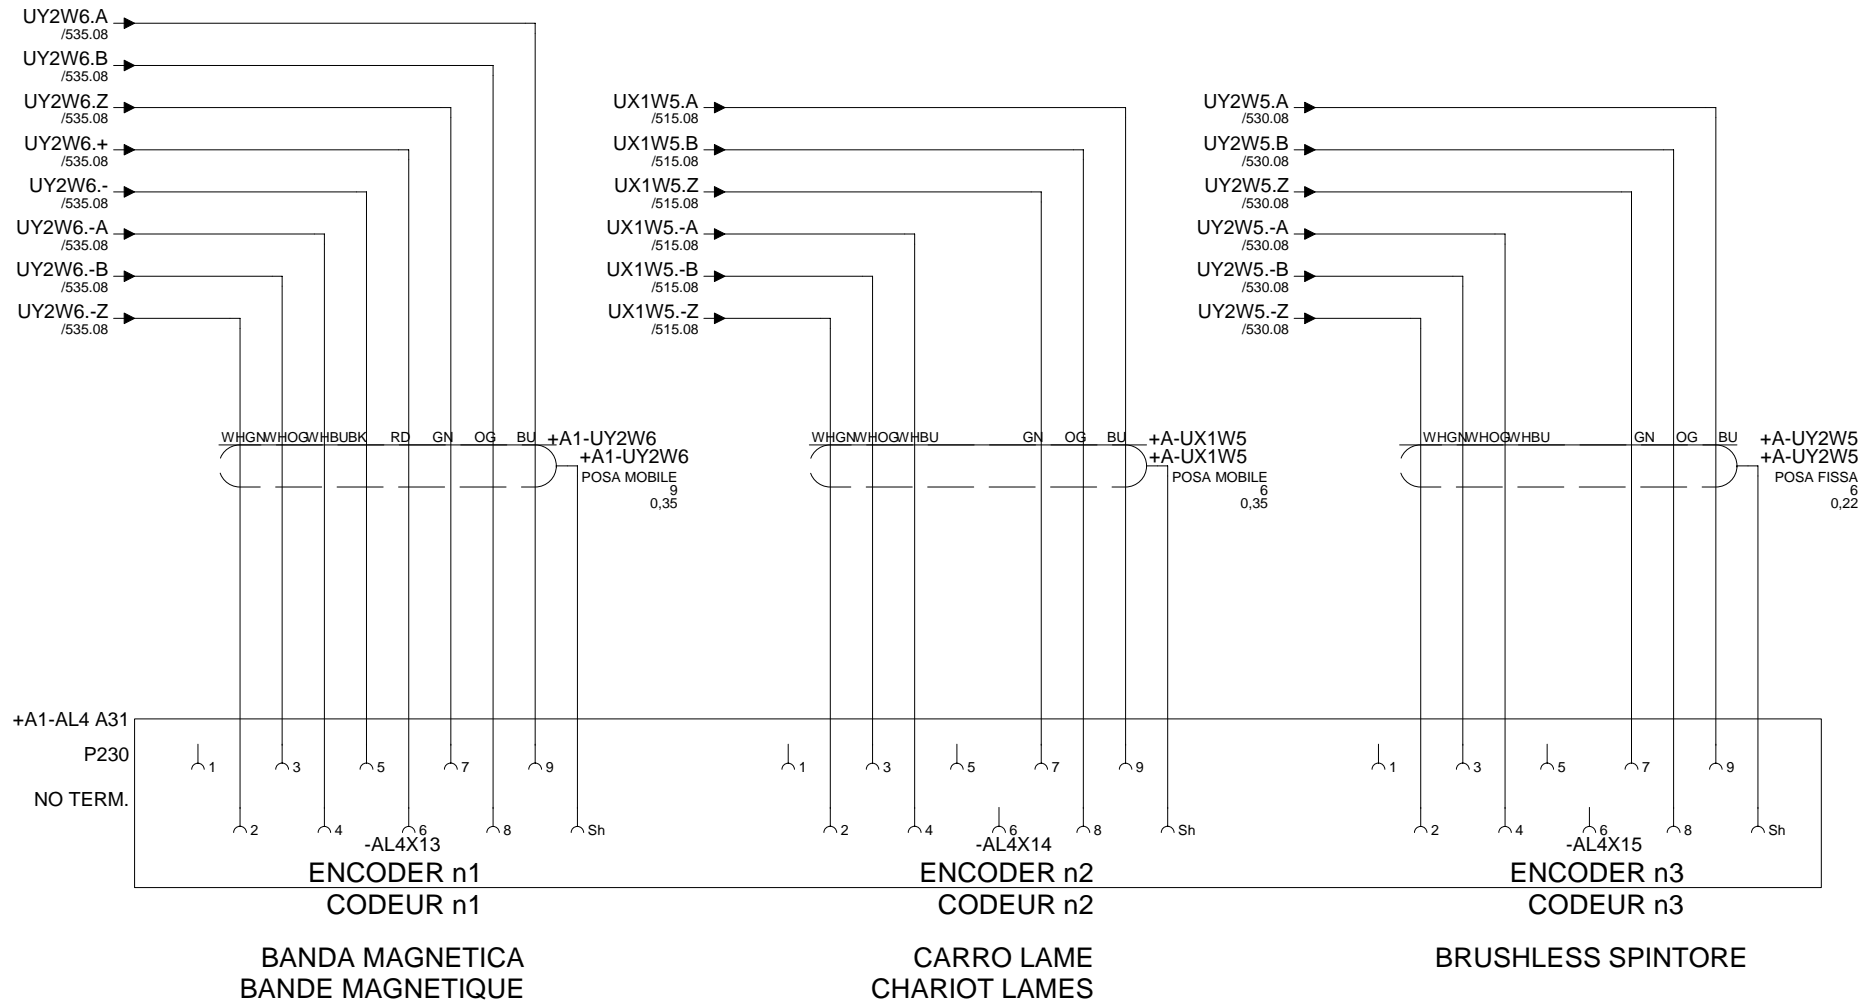 UY2W6.A
/535.08
UY2W6.B
/535.08
UY2W6.Z
/535.08
UY2W6.+
/535.08
UY2W6.-
/535.08
UY2W6.-A
/535.08
UY2W6.-B
/535.08
UY2W6.-Z
/535.08
UX1W5.A
/515.08
UX1W5.B
/515.08
UX1W5.Z
/515.08
UX1W5.-A
/515.08
UX1W5.-B
/515.08
UX1W5.-Z
/515.08
UY2W5.A
/530.08
UY2W5.B
/530.08
UY2W5.Z
/530.08
UY2W5.-A
/530.08
UY2W5.-B
/530.08
UY2W5.-Z
/530.08
WHGN WHOG WHBU BK RD GN OG BU +A1-UY2W6
+A1-UY2W6
POSA MOBILE
9
0,35
WHGN WHOG WHBU GN OG BU +A-UX1W5
+A-UX1W5
POSA MOBILE
6
0,35
WHGN WHOG WHBU GN OG BU +A-UY2W5
+A-UY2W5
POSA FISSA
6
0,22
+A1-AL4 A31
P230
NO TERM.
1 3 5 7 9
2 4 6 8 Sh
-AL4X13
ENCODER n1
CODEUR n1
BANDA MAGNETICA
BANDE MAGNETIQUE
1 3 5 7 9
2 4 6 8 Sh
-AL4X14
ENCODER n2
CODEUR n2
CARRO LAME
CHARIOT LAMES
1 3 5 7 9
2 4 6 8 Sh
-AL4X15
ENCODER n3
CODEUR n3
BRUSHLESS SPINTORE